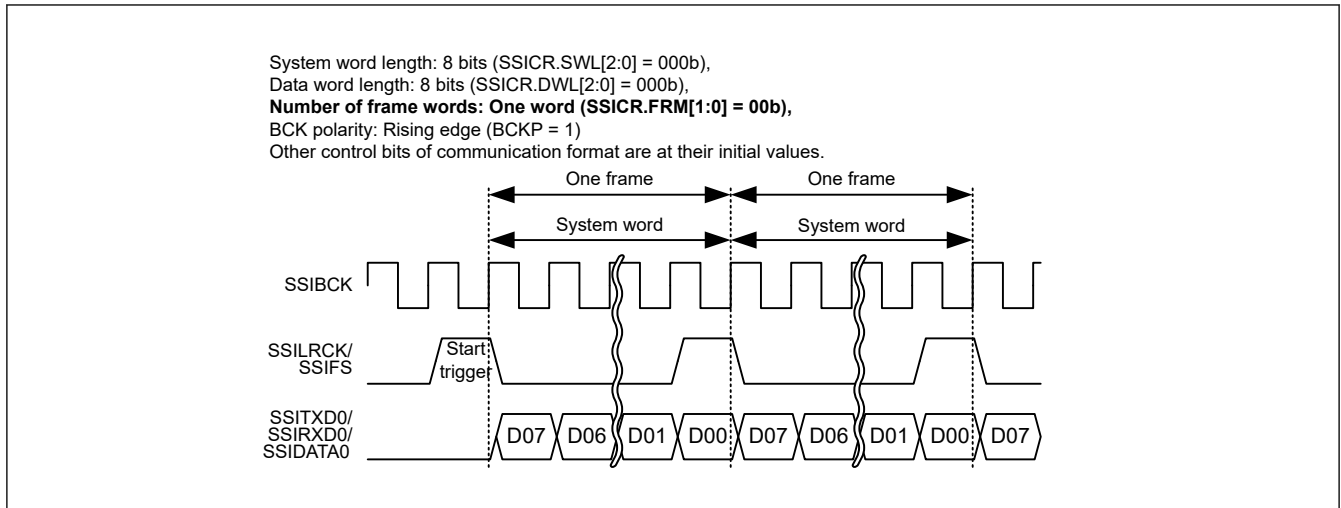 System word length: 8 bits (SSICR.SWL[2:0] = 000b),
Data word length: 8 bits (SSICR.DWL[2:0] = 000b),
Number of frame words: One word (SSICR.FRM[1:0] = 00b),
BCK polarity: Rising edge (BCKP = 1)
Other control bits of communication format are at their initial values.
One frame One frame
System word System word
SSIBCK
SSILRCK/
SSIFS
Start
trigger
SSITXD0/
SSIRXD0/
SSIDATA0
D07 D06 D01 D00 D07 D06 D01 D00 D07